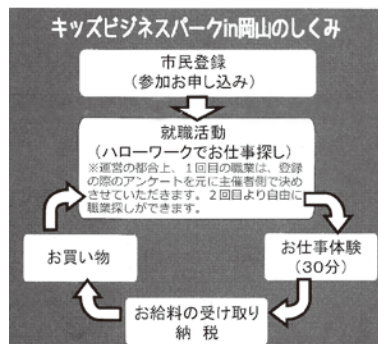 キッズビジネスパークin岡山のしくみ
市民登録
(参加お申し込み)
就職活動
(ハローワークでお仕事探し)
※運営の都合上、1回目の職業は、登録
の際のアンケートを元に主催者側で決め
させていただきます。2回目より自由に
職業探しができます。
お買い物
お仕事体験
(30分)
お給料の受け取り
納税